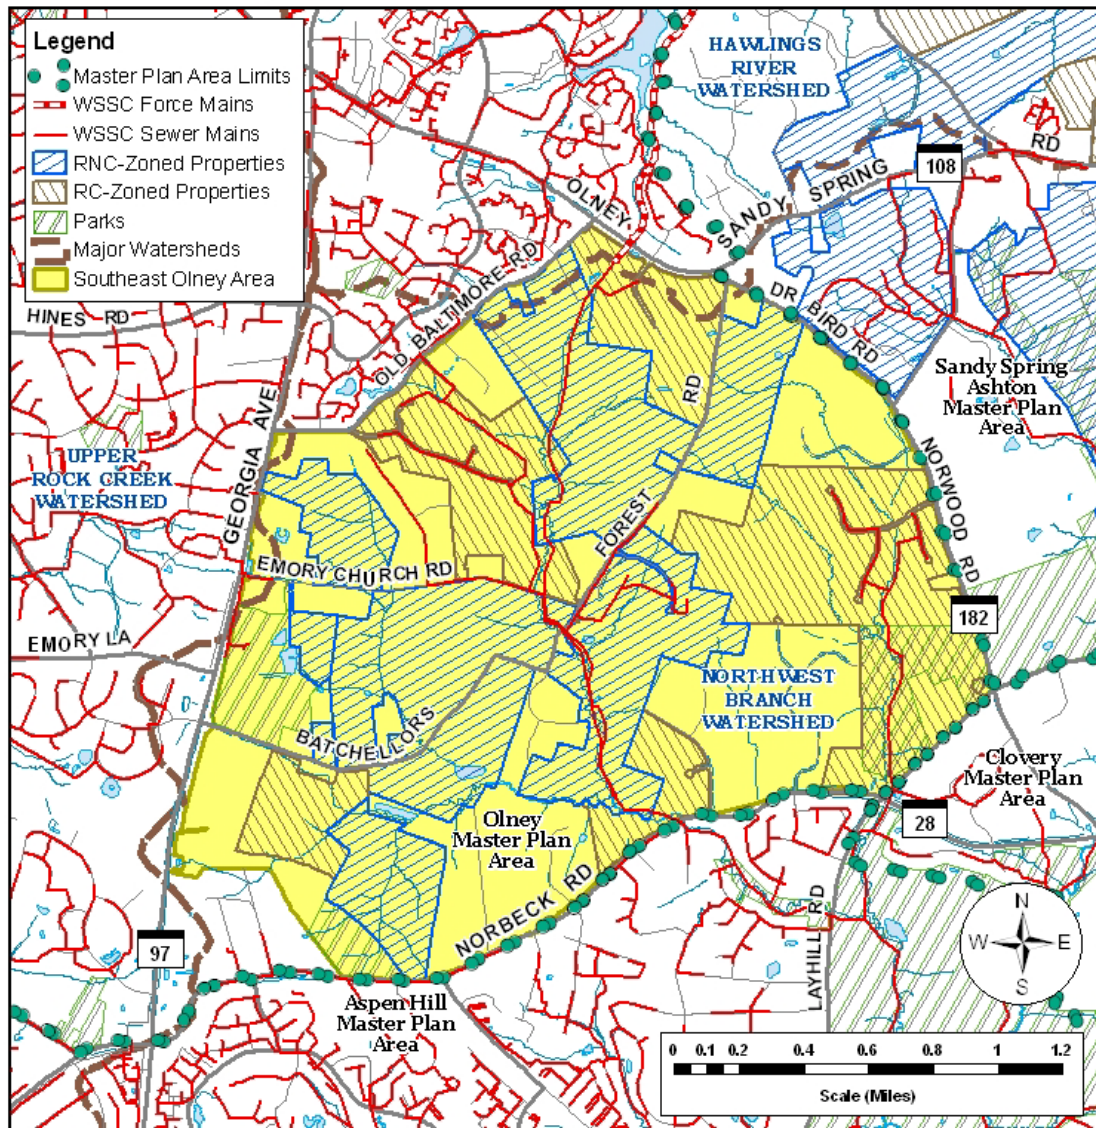 Legend
Master Plan Area Limits
WSSC Force Mains
WSSC Sewer Mains
RNC-Zoned Properties
RC-Zoned Properties
Parks
Major Watersheds
Southeast Olney Area
HAWLINGS
RIVER
WATERSHED
RD
108
OLNEY
SANDY SPRING
HINES RD
OLD BALTIMORE RD
DR BIRD RD
Sandy Spring
Ashton
Master Plan
Area
GEORGIA AVE
RD
UPPER
ROCK CREEK
WATERSHED
NORWOOD RD
FOREST
EMORY CHURCH RD
182
EMORY LA
NORTHWEST
BRANCH
WATERSHED
BATCHELLORS
Clovery
Master Plan
Area
28
Olney
Master Plan
Area
NORBECK RD
LAYHILL RD
97
N
W E
S
Aspen Hill
Master Plan
Area
0 0.1 0.2 0.4 0.6 0.8 1 1.2
Scale (Miles)